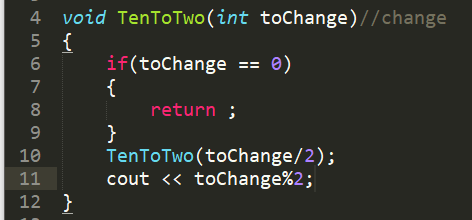 4 void TenToTwo(int toChange)//change
5 {
6     if(toChange == 0)
7     {
8         return ;
9     }
10     TenToTwo(toChange/2);
11     cout << toChange%2;
12 }